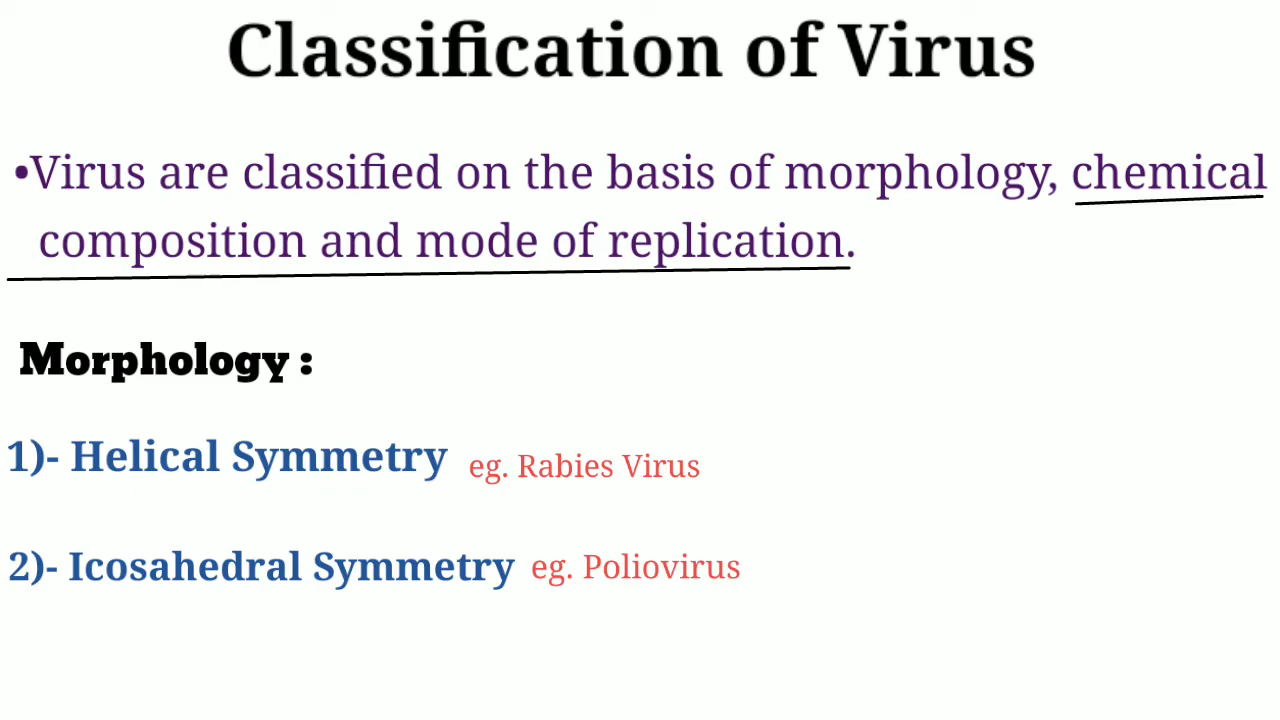 Classification of Virus
•Virus are classified on the basis of morphology, chemical
composition and mode of replication.
Morphology :
1)- Helical Symmetry eg. Rabies Virus
2)- Icosahedral Symmetry eg. Poliovirus